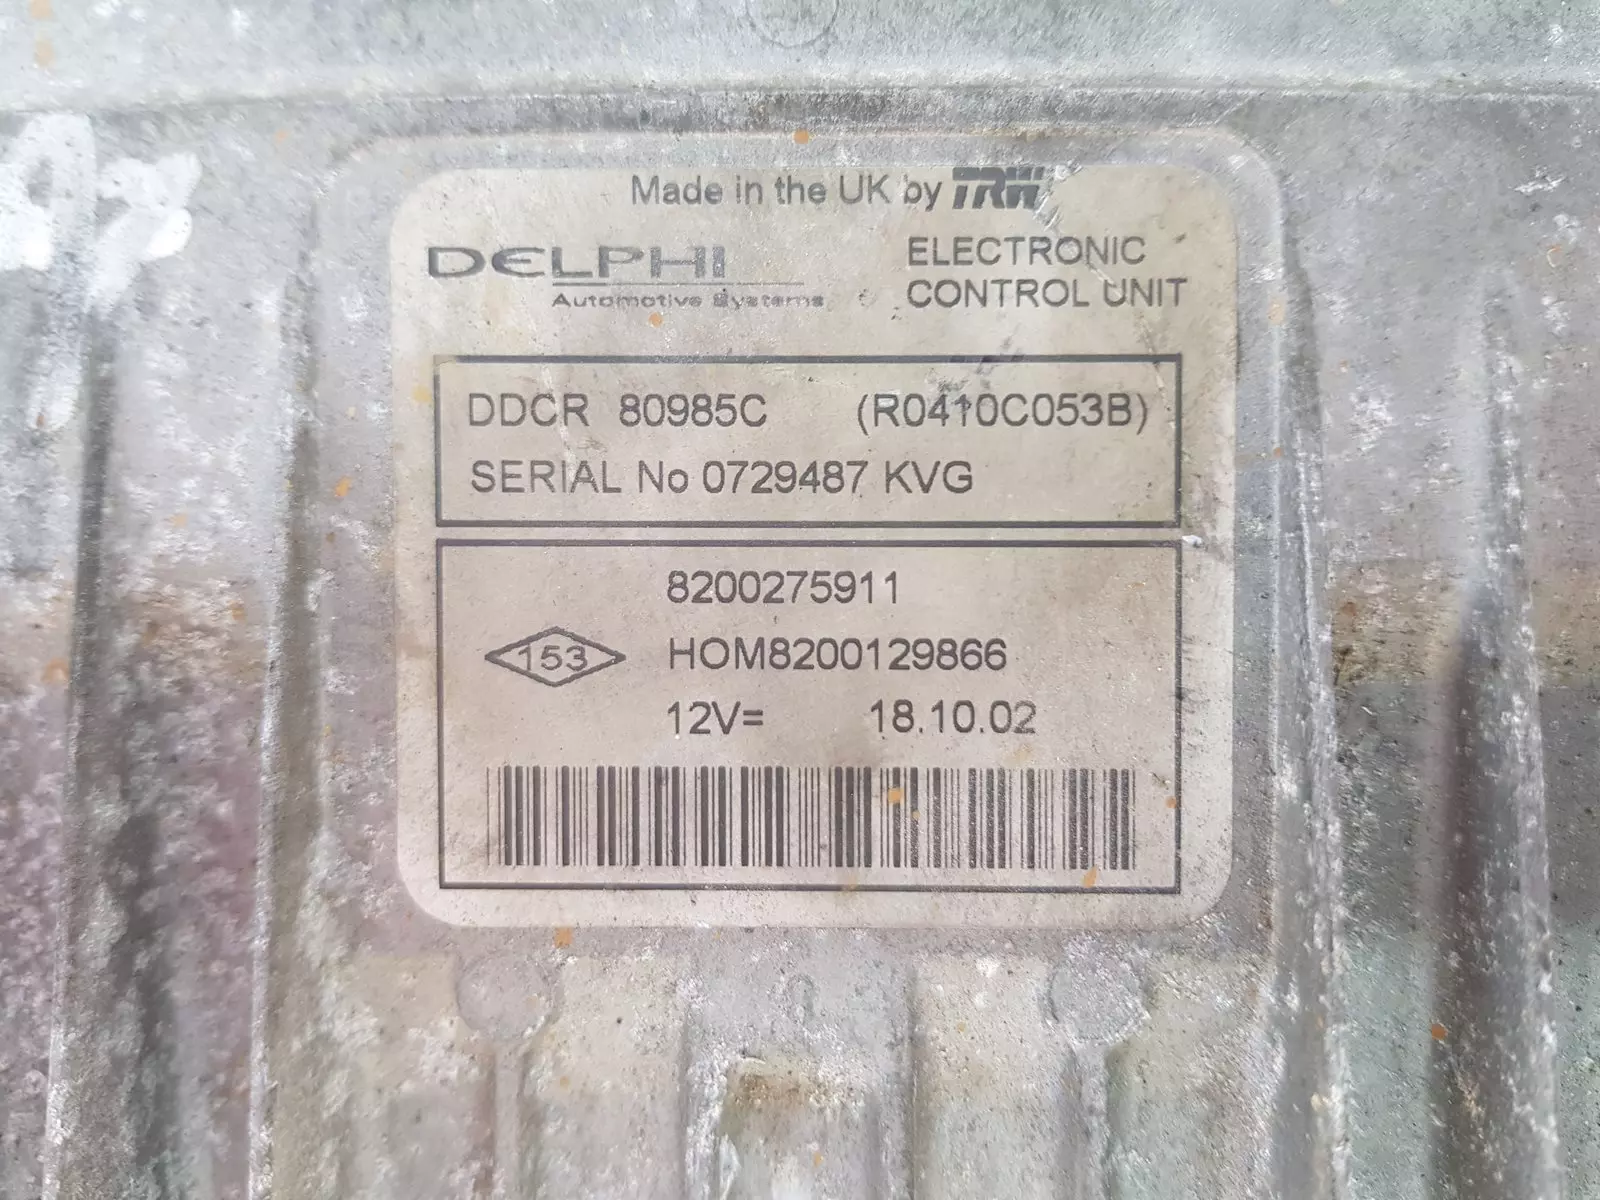 Made in the UK by TRW
DELPHI
Automotive Systems
ELECTRONIC
CONTROL UNIT
DDCR 80985C (R0410C053B)
SERIAL No 0729487 KVG
8200275911
153 HOM8200129866
12V= 18.10.02